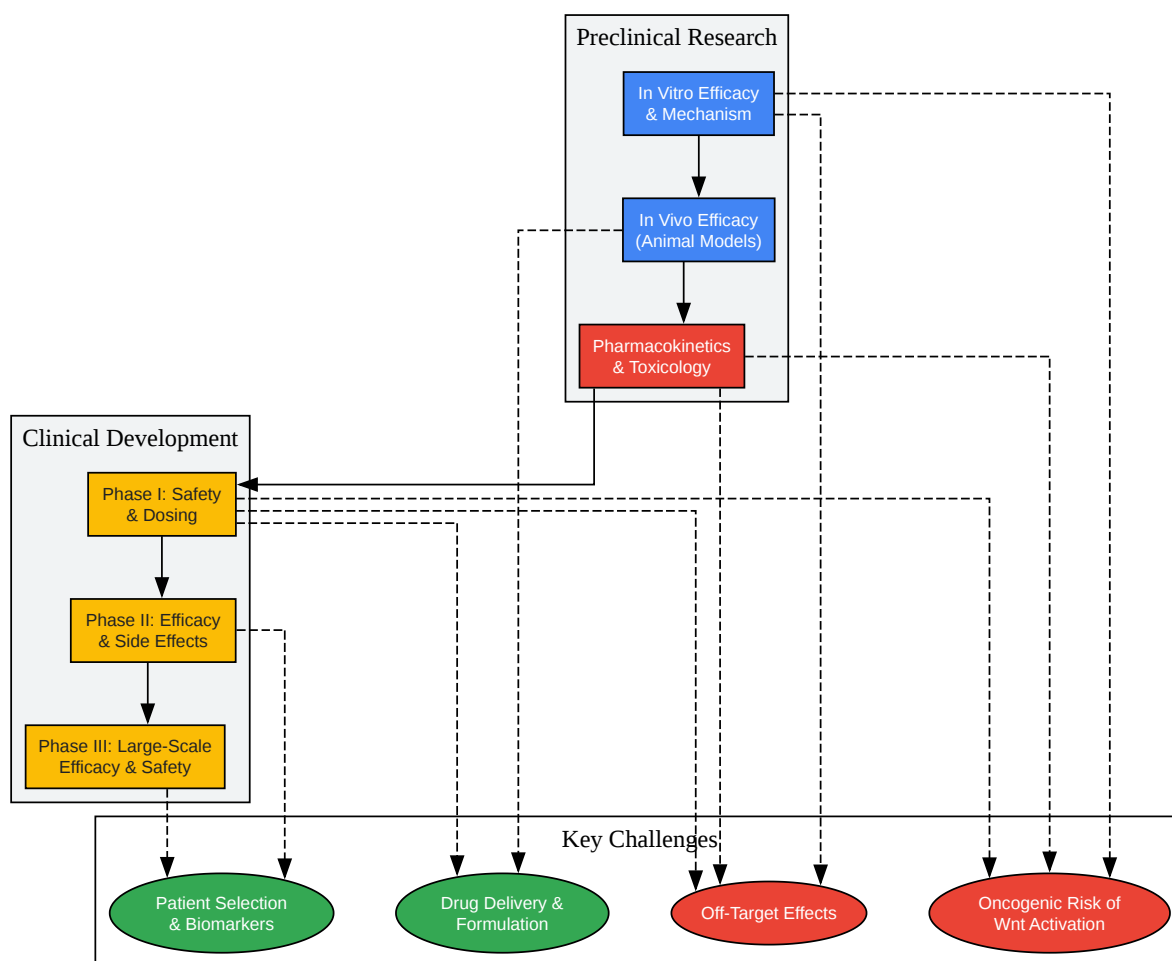 Preclinical Research
In Vitro Efficacy
& Mechanism
In Vivo Efficacy
(Animal Models)
Pharmacokinetics
& Toxicology
Clinical Development
Phase I: Safety
& Dosing
Phase II: Efficacy
& Side Effects
Phase III: Large-Scale
Efficacy & Safety
Key Challenges
Patient Selection
& Biomarkers
Drug Delivery &
Formulation
Off-Target Effects
Oncogenic Risk of
Wnt Activation